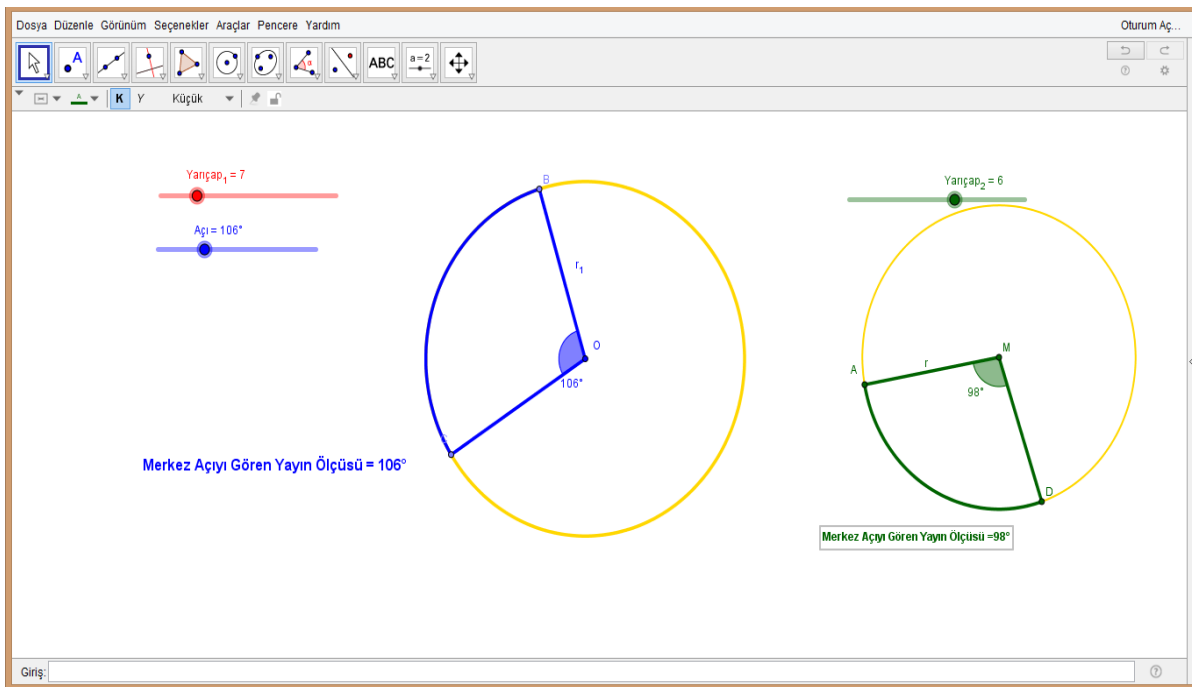 Dosya Düzenle Görünüm Seçenekler Araçlar Pencere Yardım Oturum Aç...
A α ABC a=2
A K Y Küçük
Yarıçap₁ = 7
Açı = 106°
B
r₁
O
106°
Merkez Açıyı Gören Yayın Ölçüsü = 106°
Yarıçap₂ = 6
M
r
A
98°
D
Merkez Açıyı Gören Yayın Ölçüsü =98°
Giriş: